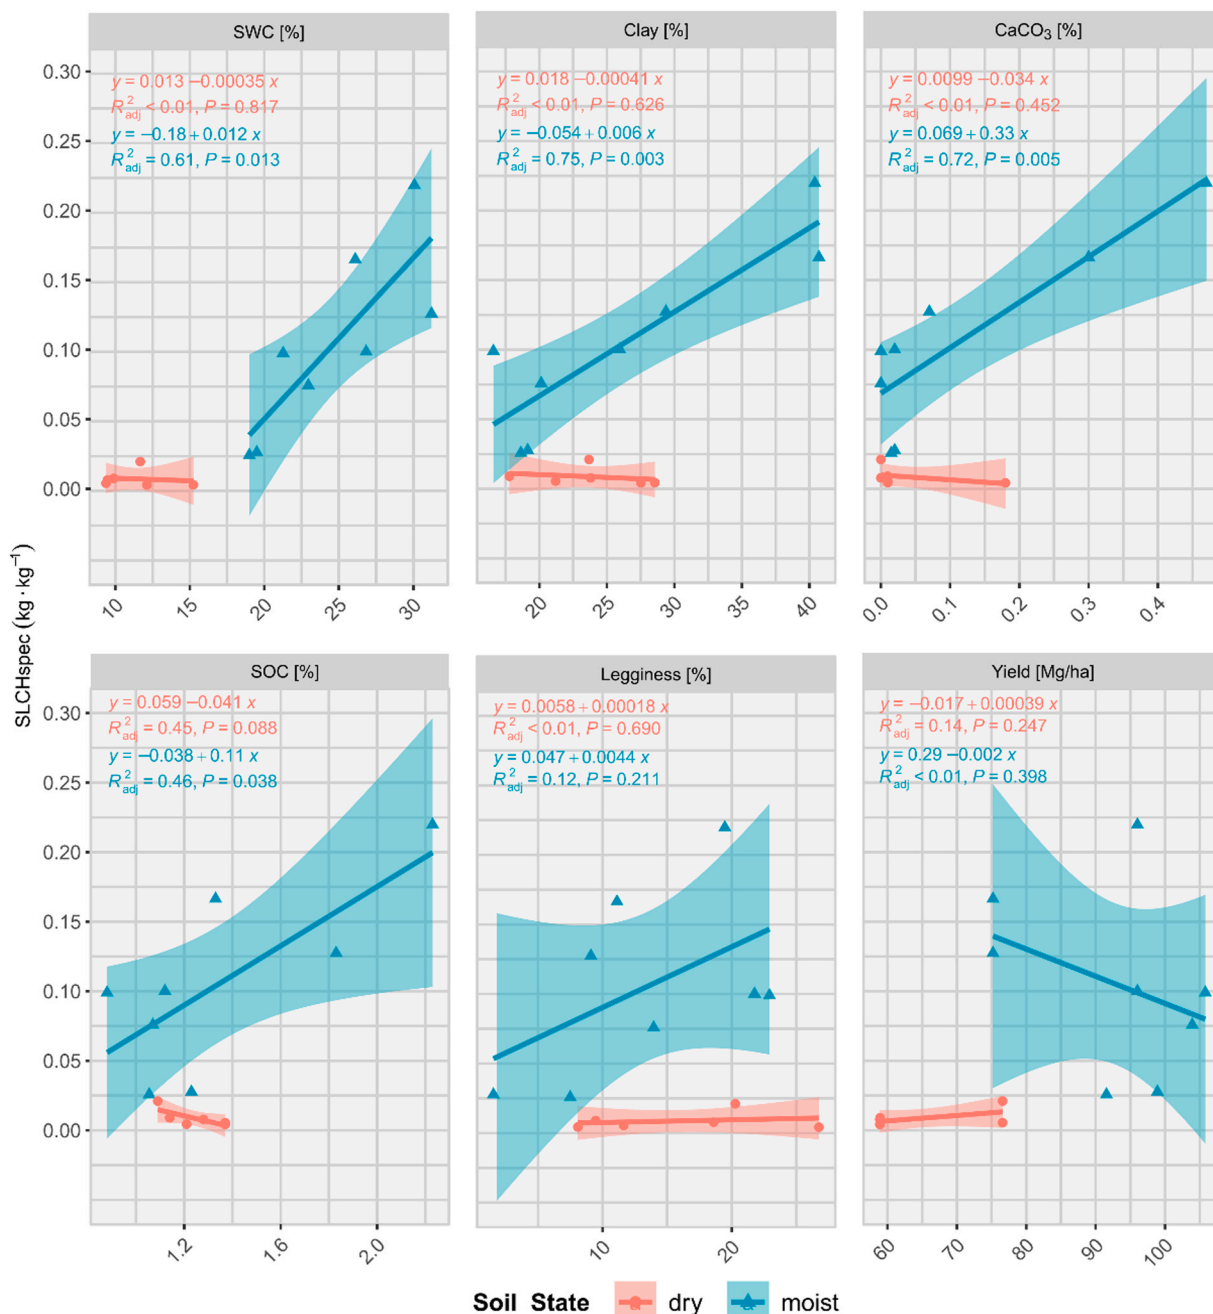 SWC [%]
y = 0.013 −0.00035 x
R²adj < 0.01, P = 0.817
y = −0.18 + 0.012 x
R²adj = 0.61, P = 0.013
Clay [%]
y = 0.018 −0.00041 x
R²adj < 0.01, P = 0.626
y = −0.054 + 0.006 x
R²adj = 0.75, P = 0.003
CaCO₃ [%]
y = 0.0099 −0.034 x
R²adj < 0.01, P = 0.452
y = 0.069 + 0.33 x
R²adj = 0.72, P = 0.005
0.30
0.25
0.20
0.15
0.10
0.05
0.00
10 15 20 25 30
20 25 30 35 40
0.0 0.1 0.2 0.3 0.4
SLCHspec (kg · kg⁻¹)
SOC [%]
y = 0.059 −0.041 x
R²adj = 0.45, P = 0.088
y = −0.038 + 0.11 x
R²adj = 0.46, P = 0.038
Legginess [%]
y = 0.0058 + 0.00018 x
R²adj < 0.01, P = 0.690
y = 0.047 + 0.0044 x
R²adj = 0.12, P = 0.211
Yield [Mg/ha]
y = −0.017 + 0.00039 x
R²adj = 0.14, P = 0.247
y = 0.29 −0.002 x
R²adj < 0.01, P = 0.398
0.30
0.25
0.20
0.15
0.10
0.05
0.00
1.2 1.6 2.0
10 20
60 70 80 90 100
Soil State dry moist